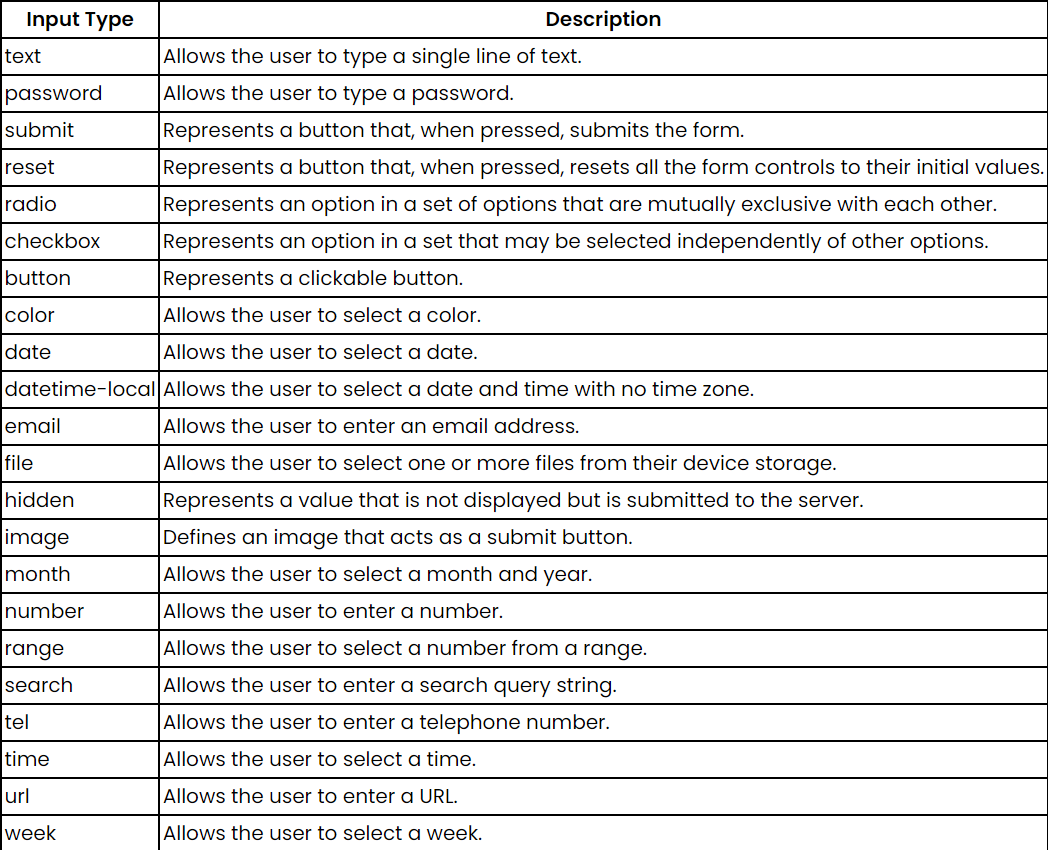 Input Type Description
text Allows the user to type a single line of text.
password Allows the user to type a password.
submit Represents a button that, when pressed, submits the form.
reset Represents a button that, when pressed, resets all the form controls to their initial values.
radio Represents an option in a set of options that are mutually exclusive with each other.
checkbox Represents an option in a set that may be selected independently of other options.
button Represents a clickable button.
color Allows the user to select a color.
date Allows the user to select a date.
datetime-local Allows the user to select a date and time with no time zone.
email Allows the user to enter an email address.
file Allows the user to select one or more files from their device storage.
hidden Represents a value that is not displayed but is submitted to the server.
image Defines an image that acts as a submit button.
month Allows the user to select a month and year.
number Allows the user to enter a number.
range Allows the user to select a number from a range.
search Allows the user to enter a search query string.
tel Allows the user to enter a telephone number.
time Allows the user to select a time.
url Allows the user to enter a URL.
week Allows the user to select a week.